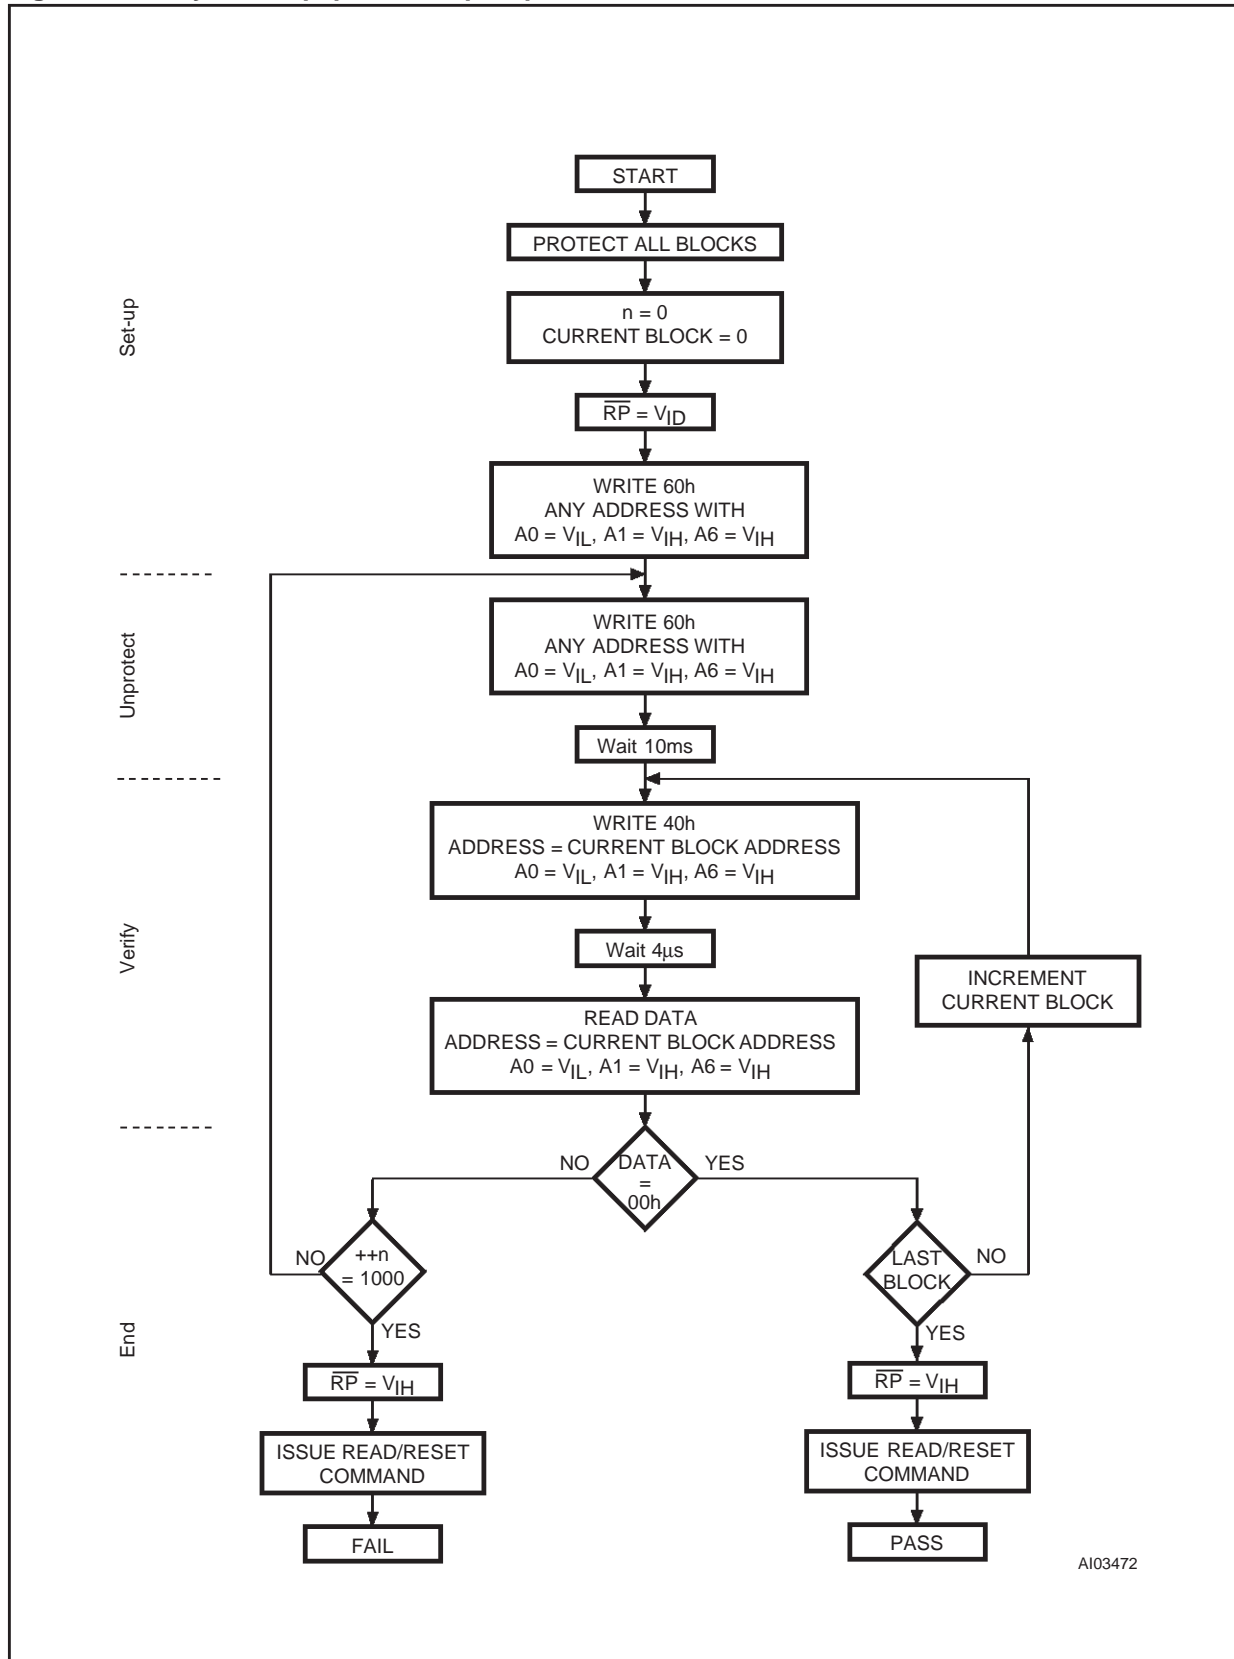 START
PROTECT ALL BLOCKS
n = 0
CURRENT BLOCK = 0
Set-up
RP = VID
WRITE 60h
ANY ADDRESS WITH
A0 = VIL, A1 = VIH, A6 = VIH
WRITE 60h
ANY ADDRESS WITH
A0 = VIL, A1 = VIH, A6 = VIH
Unprotect
Wait 10ms
WRITE 40h
ADDRESS = CURRENT BLOCK ADDRESS
A0 = VIL, A1 = VIH, A6 = VIH
Verify
Wait 4µs
INCREMENT
CURRENT BLOCK
READ DATA
ADDRESS = CURRENT BLOCK ADDRESS
A0 = VIL, A1 = VIH, A6 = VIH
NO
DATA
=
00h
YES
NO
++n
= 1000
LAST
BLOCK
NO
End
YES
YES
RP = VIH
RP = VIH
ISSUE READ/RESET
COMMAND
ISSUE READ/RESET
COMMAND
FAIL
PASS
AI03472